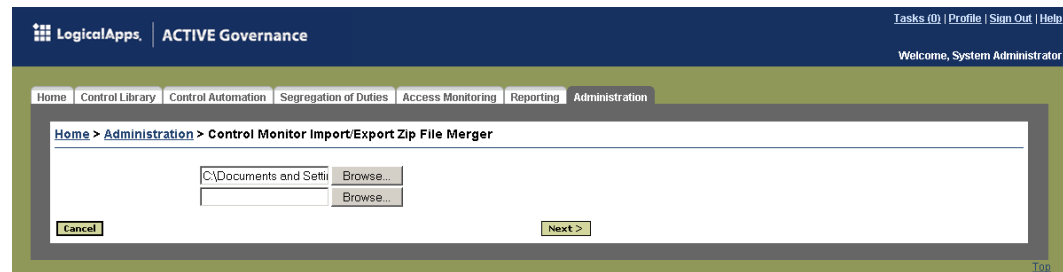 Tasks (0) | Profile | Sign Out | Help
LogicalApps. ACTIVE Governance
Welcome, System Administrator
Home Control Library Control Automation Segregation of Duties Access Monitoring Reporting Administration
Home > Administration > Control Monitor Import/Export Zip File Merger
C:\Documents and Settin Browse...
Browse...
Cancel Next >
Top